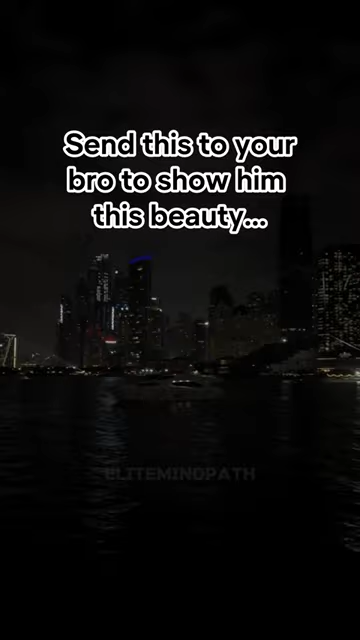 Send this to your
bro to show him
this beauty...
ELITEMINDPATH